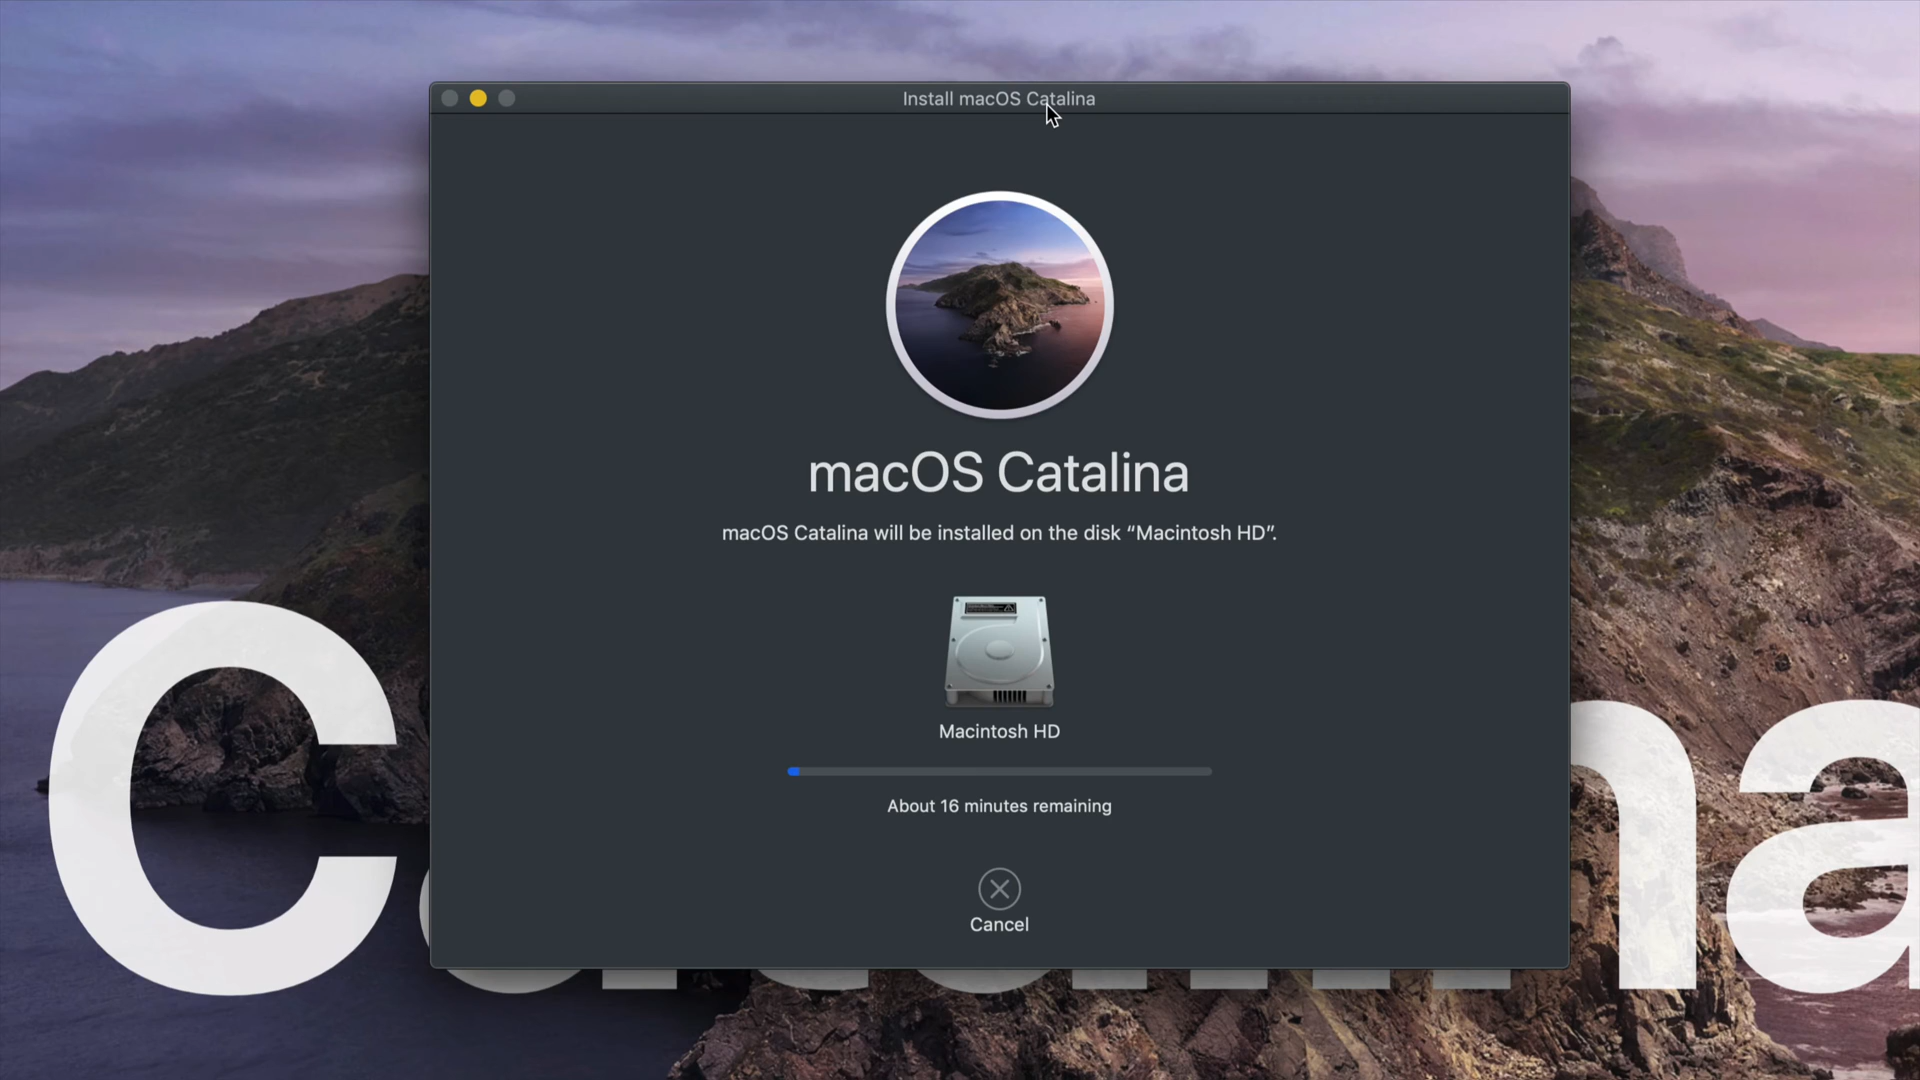 Install macOS Catalina
macOS Catalina
macOS Catalina will be installed on the disk “Macintosh HD”.
Macintosh HD
About 16 minutes remaining
Cancel